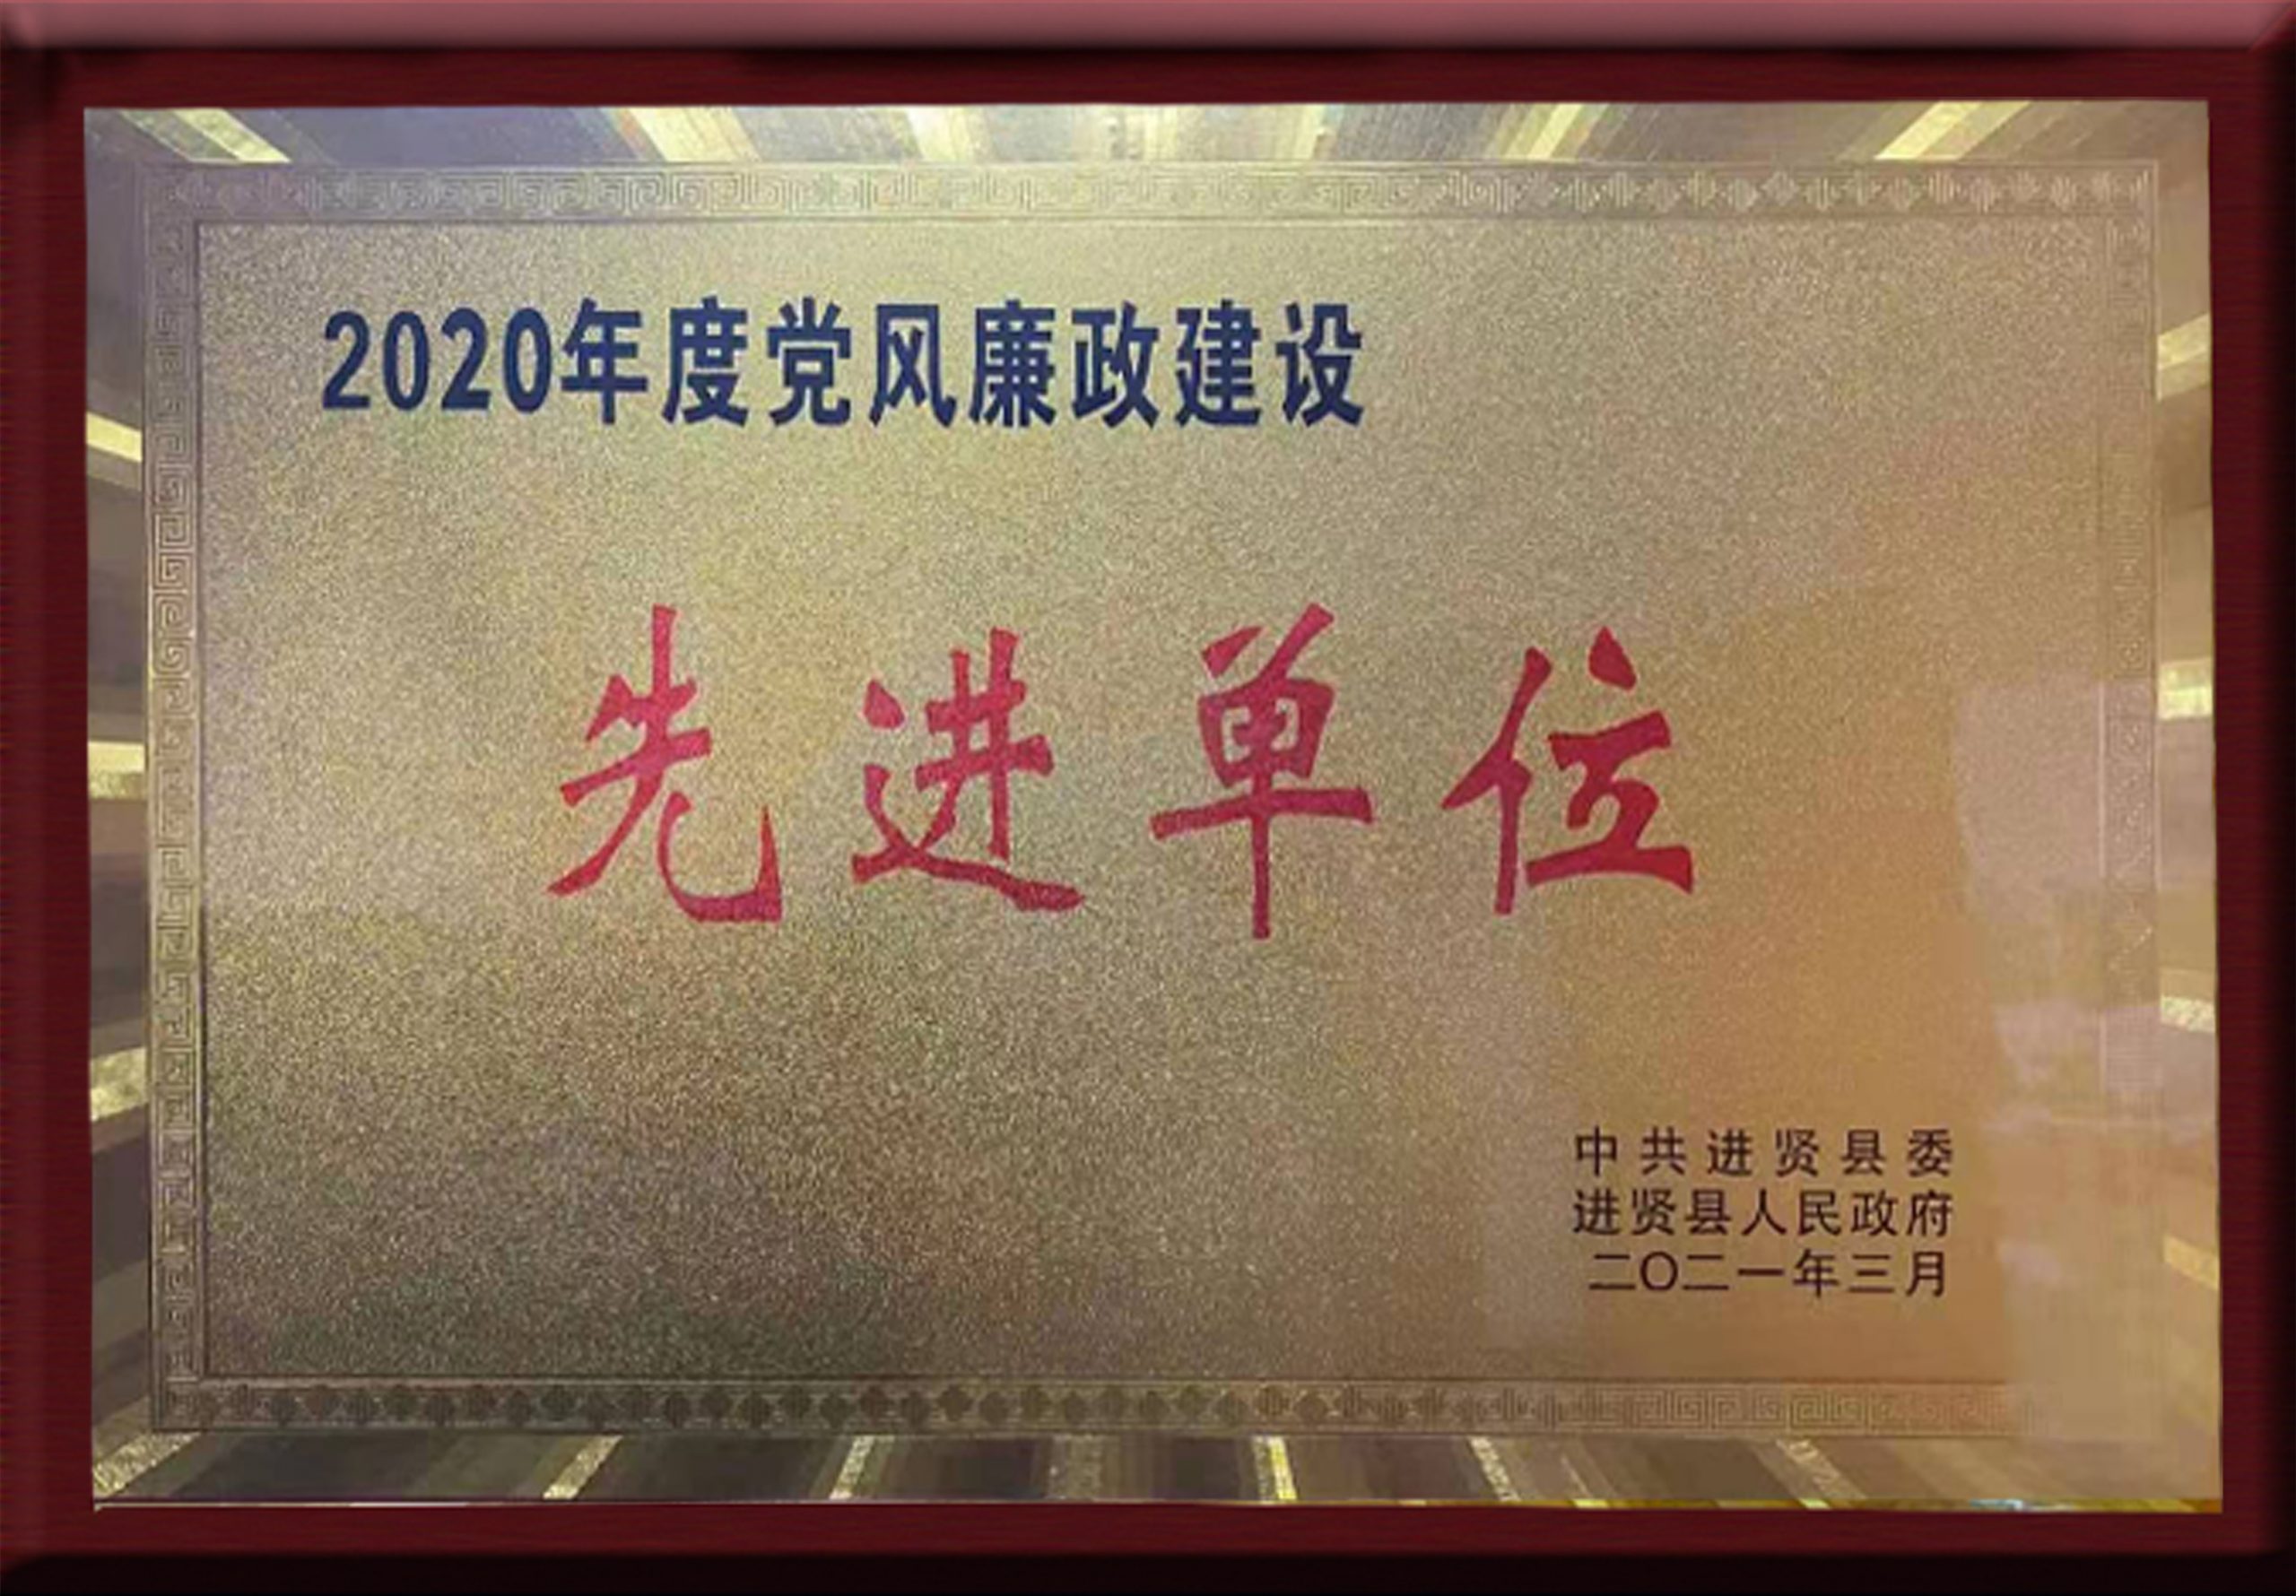 2020年度党风廉政建设
先进单位
中共进贤县委
进贤县人民政府
二〇二一年三月